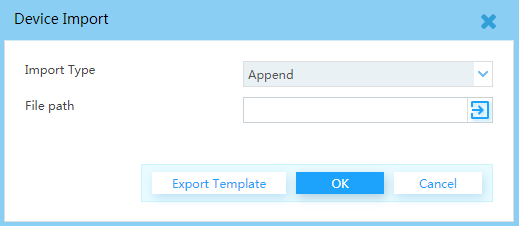 Device Import
Import Type
Append
File path
Export Template
OK
Cancel